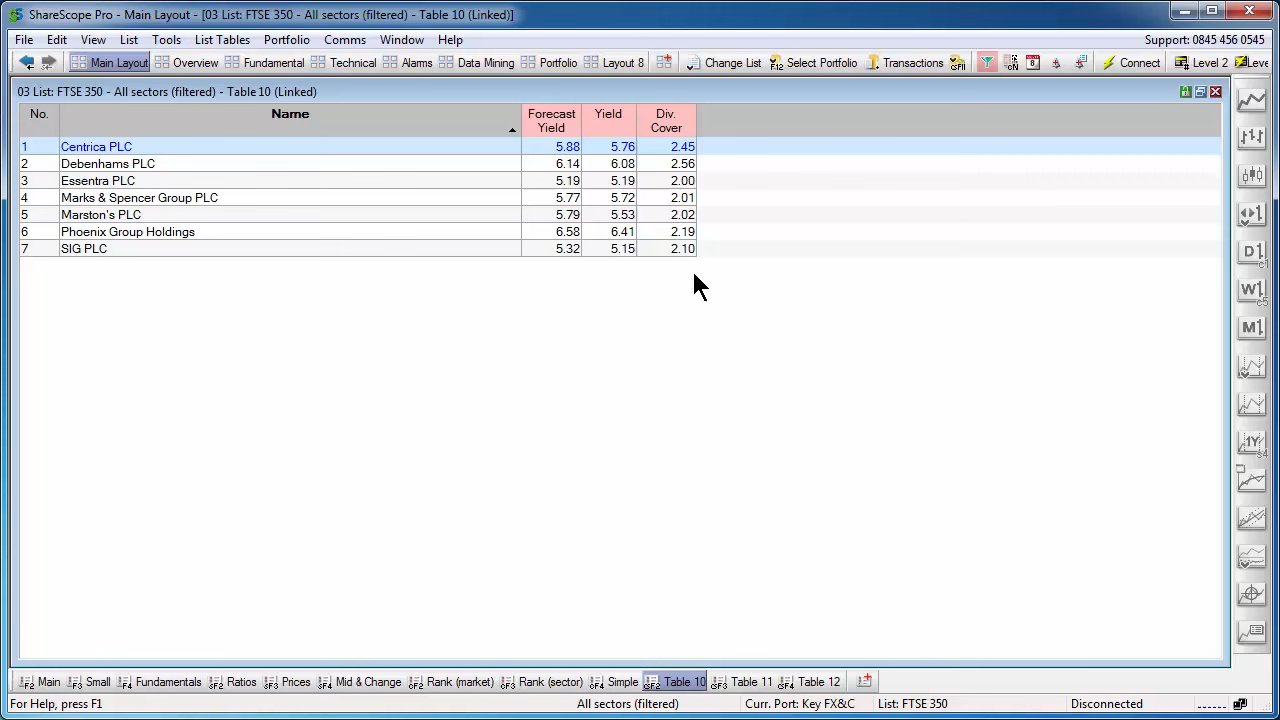 ShareScope Pro - Main Layout - [03 List: FTSE 350 - All sectors (filtered) - Table 10 (Linked)]
File Edit View List Tools List Tables Portfolio Comms Window Help Support: 0845 456 0545
Main Layout Overview Fundamental Technical Alarms Data Mining Portfolio Layout 8 Change List Select Portfolio Transactions Connect Level 2 Leve
03 List: FTSE 350 - All sectors (filtered) - Table 10 (Linked)
No. Name Forecast Yield Yield Div. Cover
1 Centrica PLC 5.88 5.76 2.45
2 Debenhams PLC 6.14 6.08 2.56
3 Essentra PLC 5.19 5.19 2.00
4 Marks & Spencer Group PLC 5.77 5.72 2.01
5 Marston's PLC 5.79 5.53 2.02
6 Phoenix Group Holdings 6.58 6.41 2.19
7 SIG PLC 5.32 5.15 2.10
Main Small Fundamentals Ratios Prices Mid & Change Rank (market) Rank (sector) Simple Table 10 Table 11 Table 12
For Help, press F1 All sectors (filtered) Curr. Port: Key FX&C List: FTSE 350 Disconnected